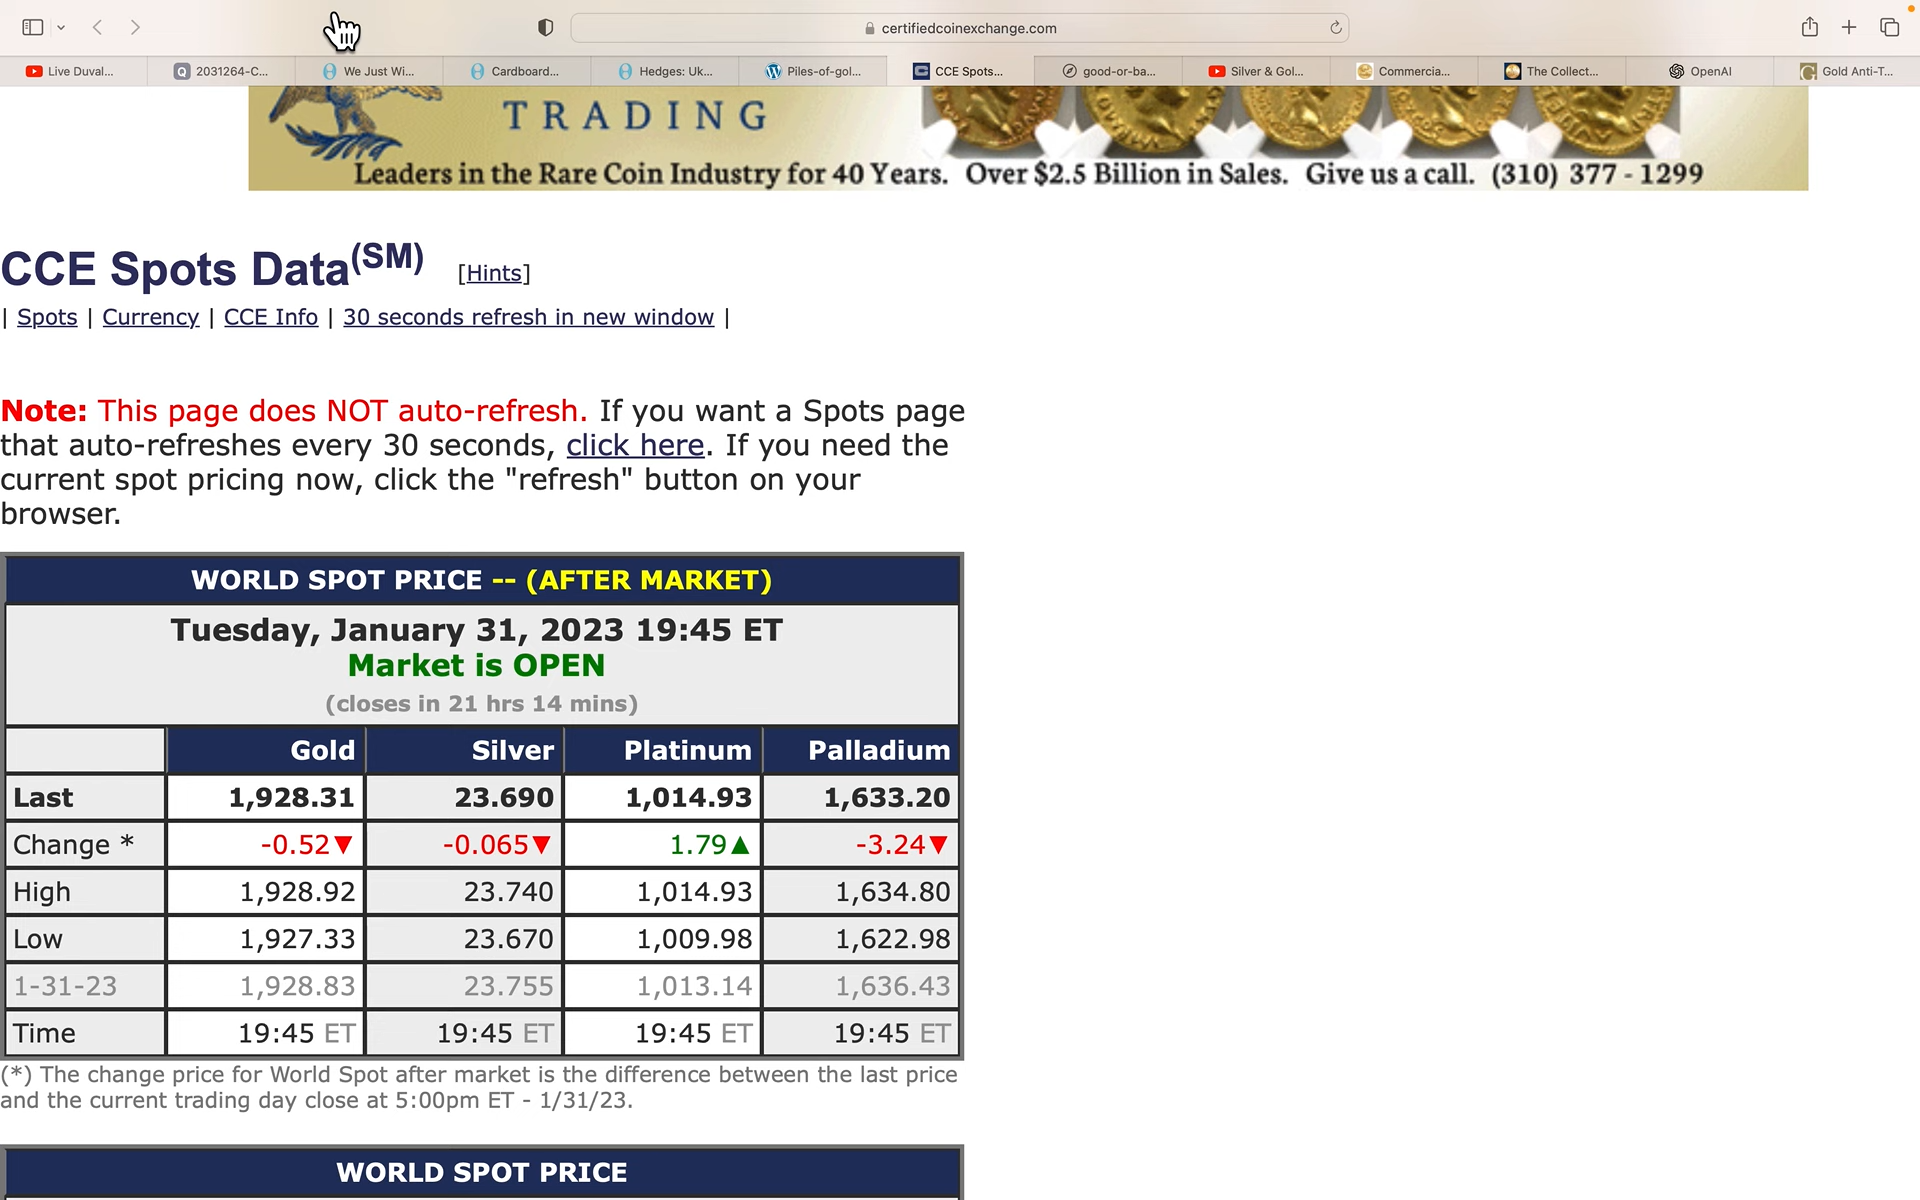 certifiedcoinexchange.com
Live Duval...
2031264-C...
We Just Wi...
Cardboard...
Hedges: Uk...
Piles-of-gol...
CCE Spots...
good-or-ba...
Silver & Gol...
Commercia...
The Collect...
OpenAI
Gold Anti-T...
TRADING
Leaders in the Rare Coin Industry for 40 Years. Over $2.5 Billion in Sales. Give us a call. (310) 377 - 1299
CCE Spots Data(SM) [Hints]
| Spots | Currency | CCE Info | 30 seconds refresh in new window |
Note: This page does NOT auto-refresh. If you want a Spots page
that auto-refreshes every 30 seconds, click here. If you need the
current spot pricing now, click the "refresh" button on your
browser.
WORLD SPOT PRICE -- (AFTER MARKET)
Tuesday, January 31, 2023 19:45 ET
Market is OPEN
(closes in 21 hrs 14 mins)
Gold Silver Platinum Palladium
Last 1,928.31 23.690 1,014.93 1,633.20
Change * -0.52▼ -0.065▼ 1.79▲ -3.24▼
High 1,928.92 23.740 1,014.93 1,634.80
Low 1,927.33 23.670 1,009.98 1,622.98
1-31-23 1,928.83 23.755 1,013.14 1,636.43
Time 19:45 ET 19:45 ET 19:45 ET 19:45 ET
(*) The change price for World Spot after market is the difference between the last price
and the current trading day close at 5:00pm ET - 1/31/23.
WORLD SPOT PRICE